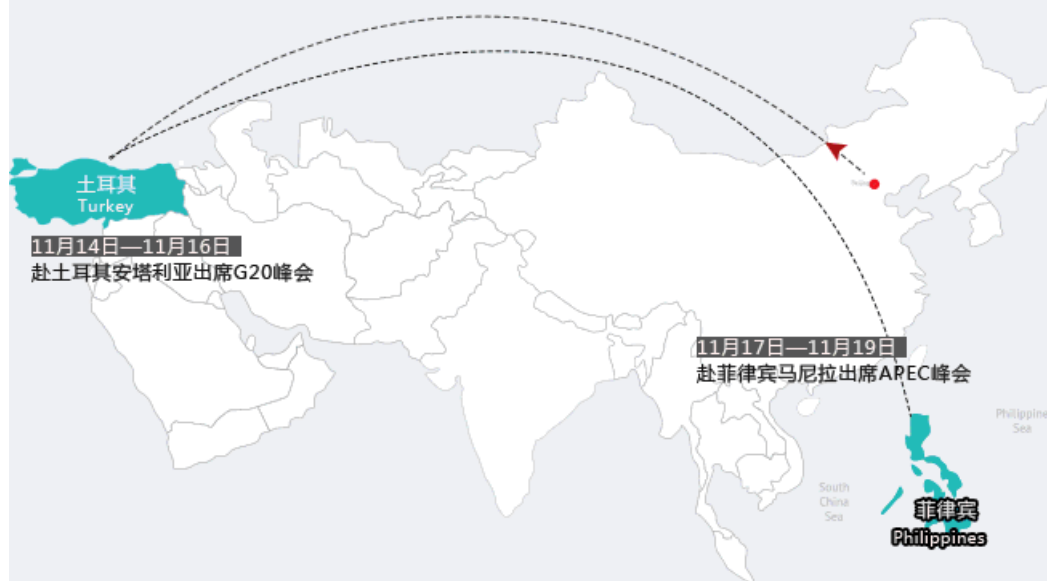 土耳其
Turkey
11月14日—11月16日
赴土耳其安塔利亚出席G20峰会
11月17日—11月19日
赴菲律宾马尼拉出席APEC峰会
Philippine
Sea
South
China
Sea
菲律宾
Philippines